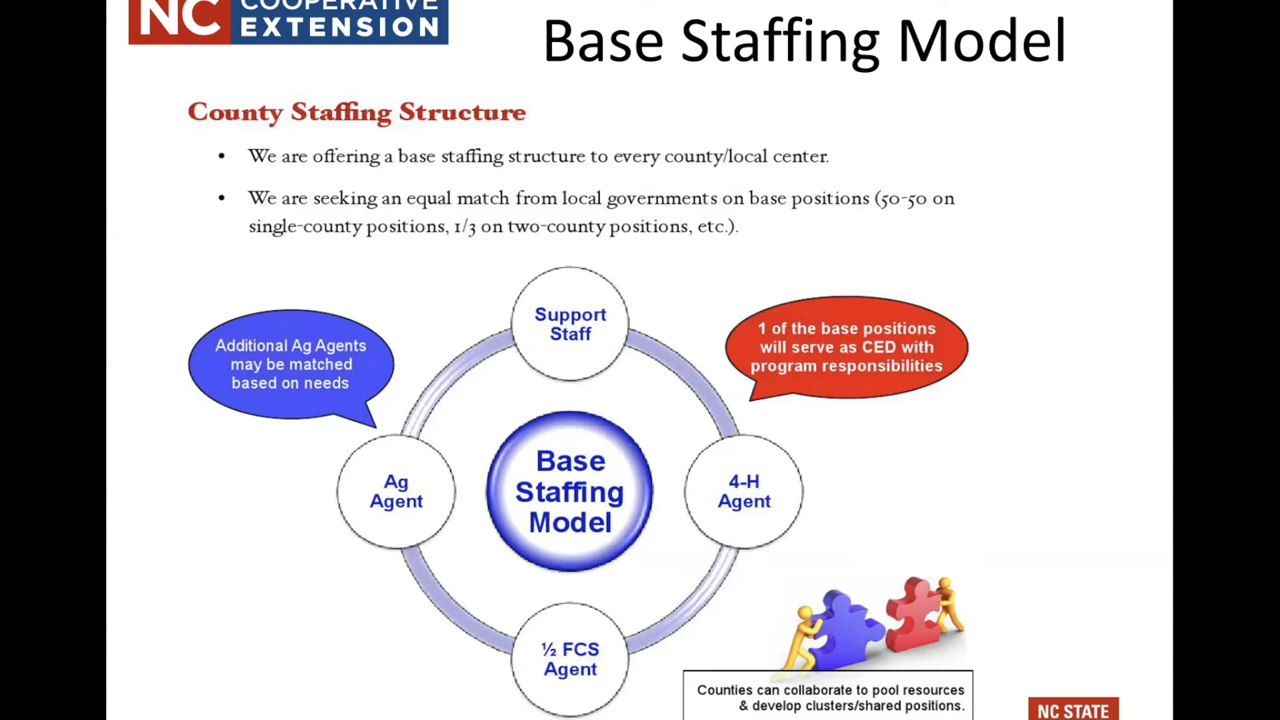 NC COOPERATIVE
EXTENSION
Base Staffing Model
County Staffing Structure
• We are offering a base staffing structure to every county/local center.
• We are seeking an equal match from local governments on base positions (50-50 on
single-county positions, 1/3 on two-county positions, etc.).
Support
Staff
Additional Ag Agents
may be matched
based on needs
1 of the base positions
will serve as CED with
program responsibilities
Ag
Agent
Base
Staffing
Model
4-H
Agent
½ FCS
Agent
Counties can collaborate to pool resources
& develop clusters/shared positions.
NC STATE